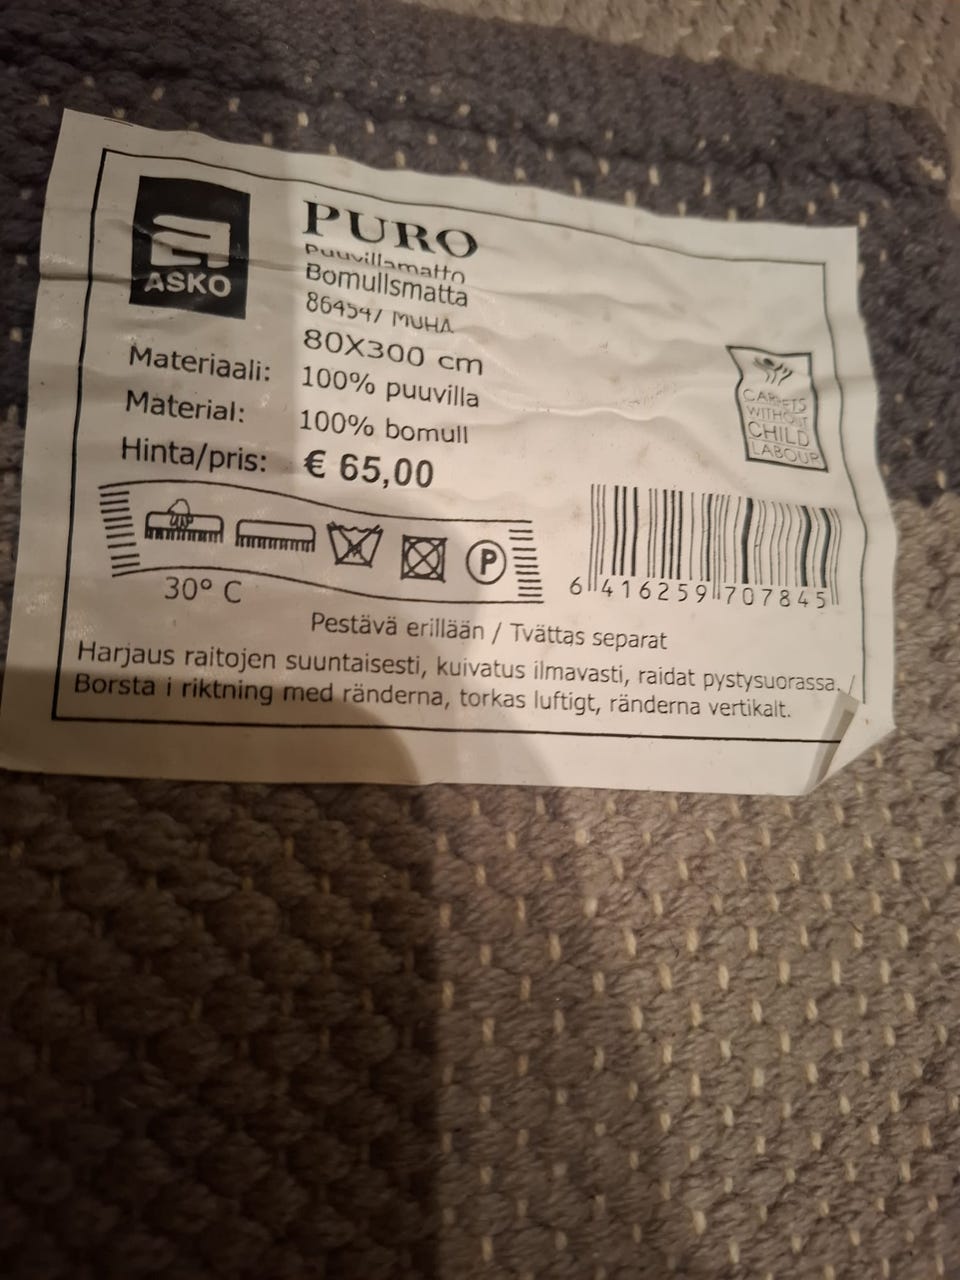 ASKO
PURO
Puuvillamatto
Bomullsmatta
864547 MUHA
80X300 cm
Materiaali: 100% puuvilla
Material: 100% bomull
Hinta/pris: € 65,00
CARPETS
WITHOUT
CHILD
LABOUR
P
30° C
6 416259 707845
Pestävä erillään / Tvättas separat
Harjaus raitojen suuntaisesti, kuivatus ilmavasti, raidat pystysuorassa. /
Borsta i riktning med ränderna, torkas luftigt, ränderna vertikalt.